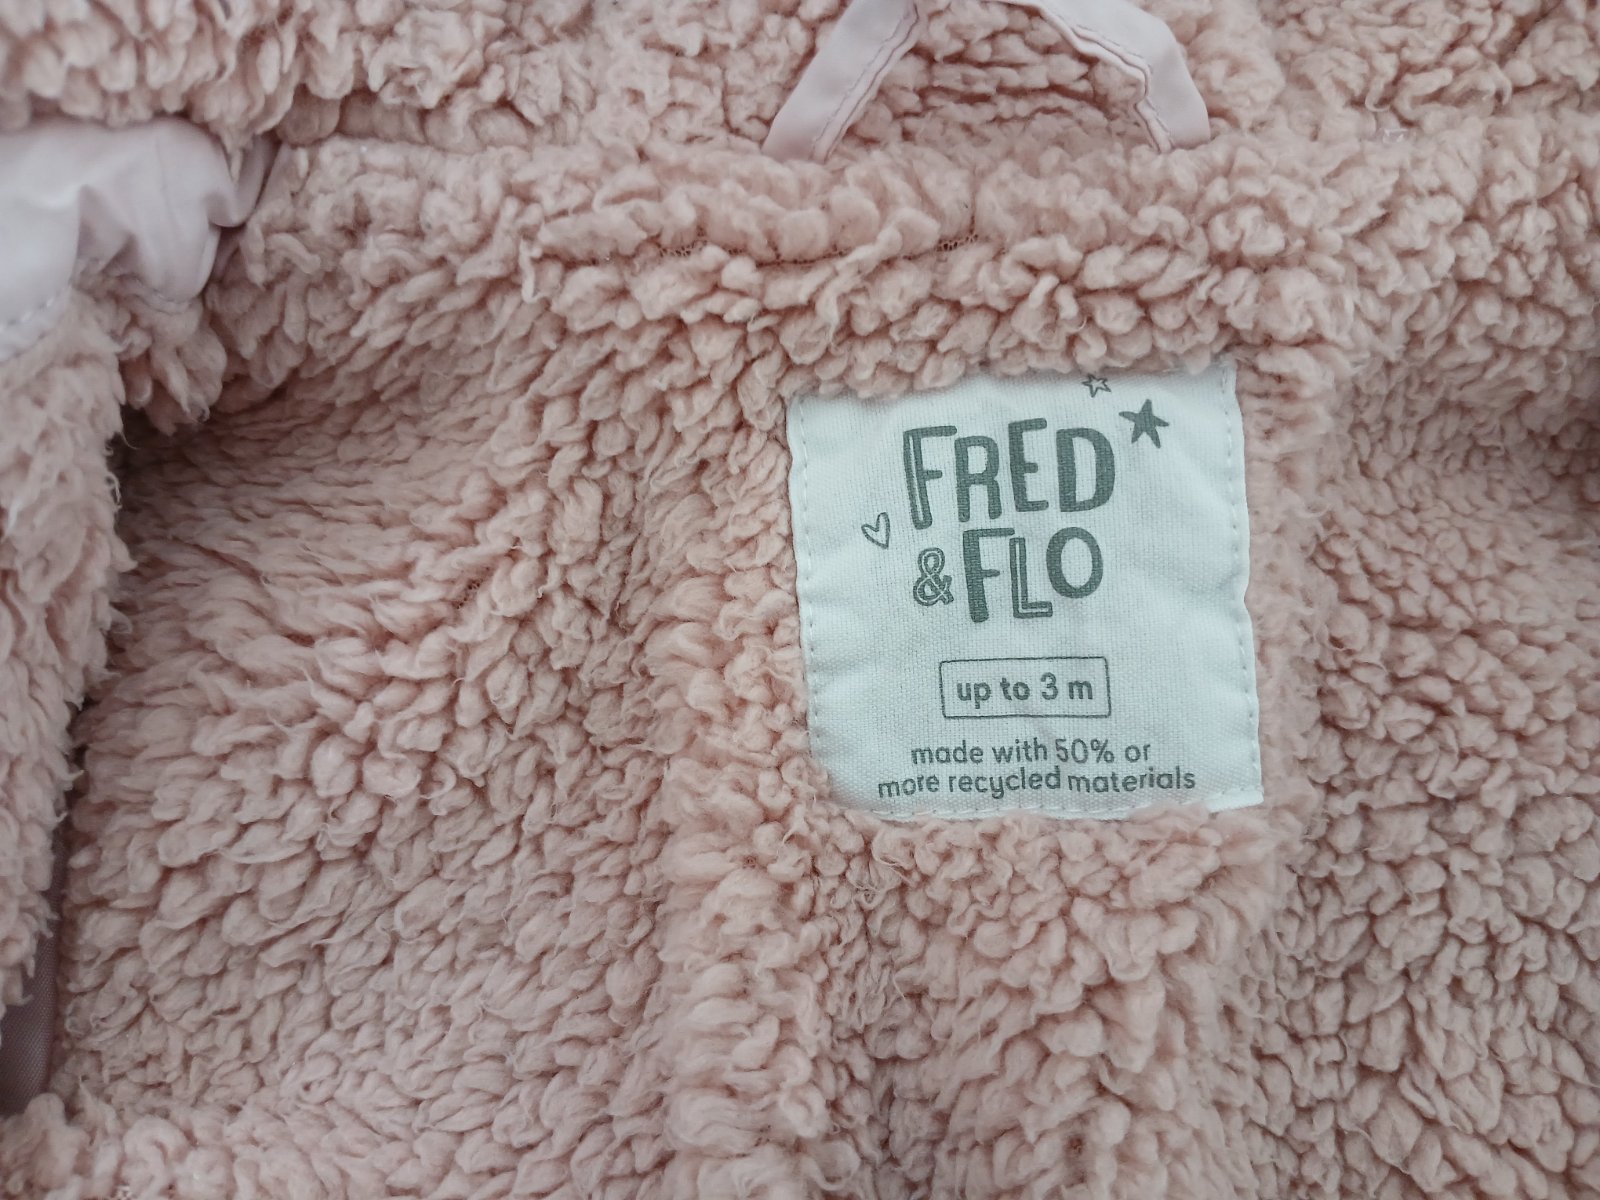 FRED
& FLO
up to 3 m
made with 50% or
more recycled materials